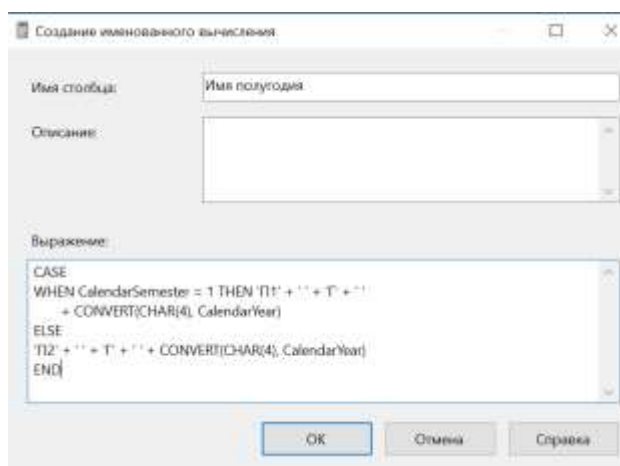 Создание именованного вычисления
Имя столбца:
Имя полугодия
Описание:
Выражение:
CASE
WHEN CalendarSemester = 1 THEN 'П1' + ' ' + 'Г' + ' '
+ CONVERT(CHAR(4), CalendarYear)
ELSE
'П2' + ' ' + 'Г' + ' ' + CONVERT(CHAR(4), CalendarYear)
END
OK
Отмена
Справка